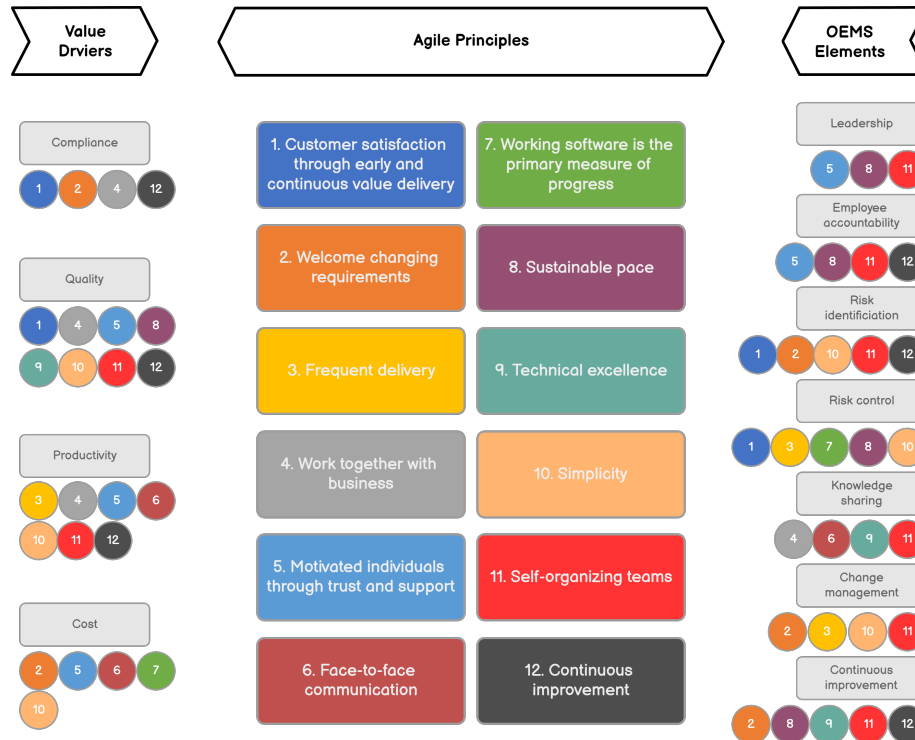 Value
Drviers
Agile Principles
OEMS
Elements
Compliance
1 2 4 12
Quality
1 4 5 8
9 10 11 12
Productivity
3 4 5 6
10 11 12
Cost
2 5 6 7
10
1. Customer satisfaction
through early and
continuous value delivery
2. Welcome changing
requirements
3. Frequent delivery
4. Work together with
business
5. Motivated individuals
through trust and support
6. Face-to-face
communication
7. Working software is the
primary measure of
progress
8. Sustainable pace
9. Technical excellence
10. Simplicity
11. Self-organizing teams
12. Continuous
improvement
Leadership
5 8 11
Employee
accountability
5 8 11 12
Risk
identificiation
1 2 10 11 12
Risk control
1 3 7 8 10
Knowledge
sharing
4 6 9 11
Change
management
2 3 10 11
Continuous
improvement
2 8 9 11 12